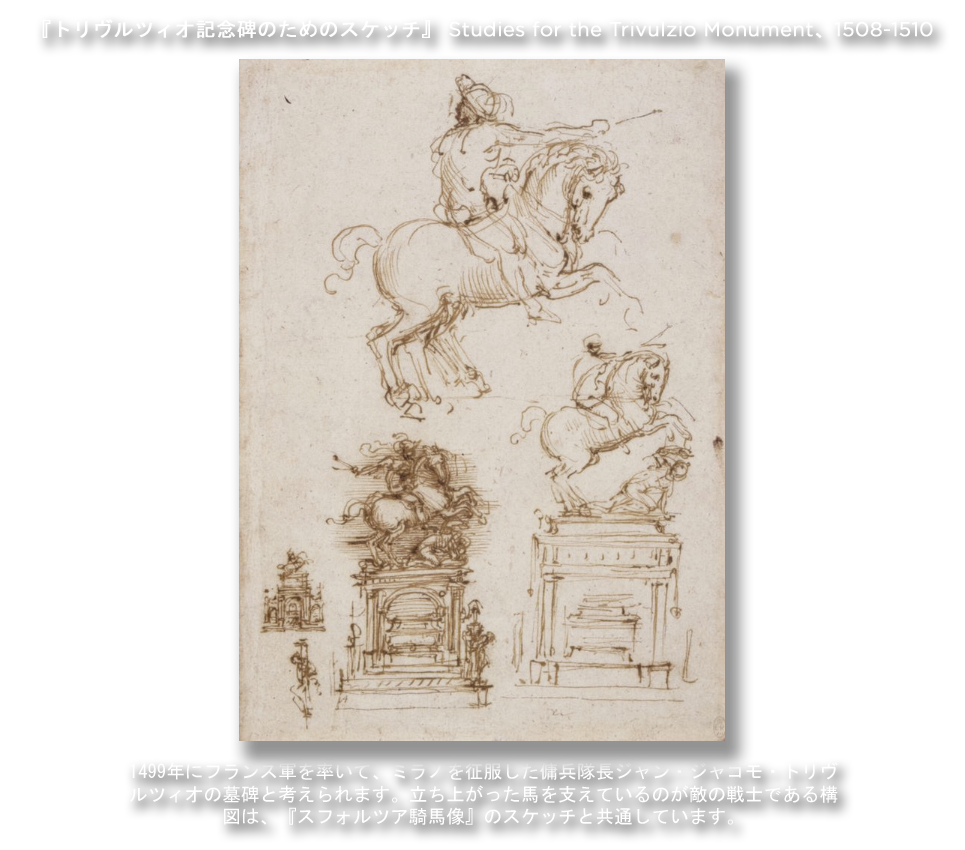 『トリヴルツィオ記念碑のためのスケッチ』 Studies for the Trivulzio Monument、1508-1510
1499年にフランス軍を率いて、ミラノを征服した傭兵隊長ジャン・ジャコモ・トリヴ
ルツィオの墓碑と考えられます。立ち上がった馬を支えているのが敵の戦士である構
図は、『スフォルツア騎馬像』のスケッチと共通しています。